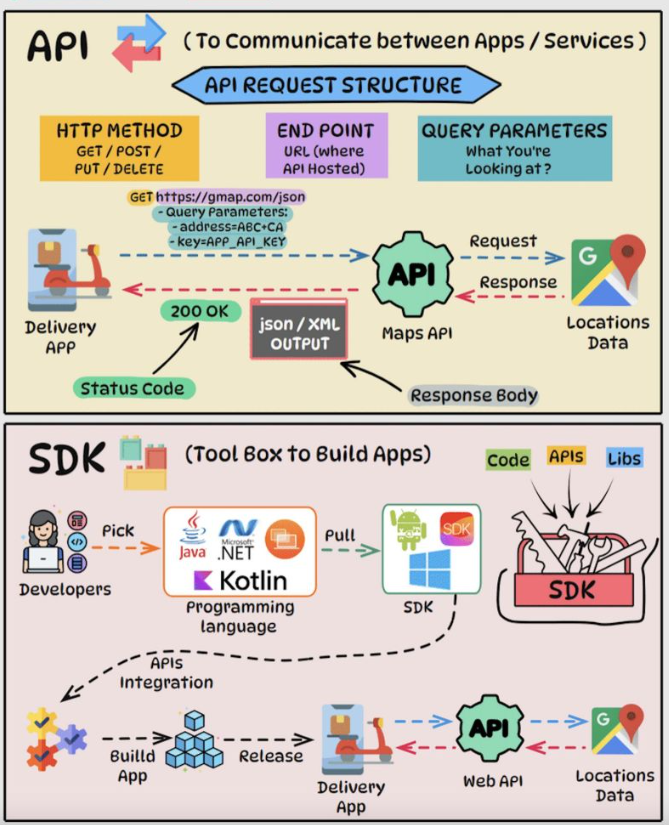 API
( To Communicate between Apps / Services )
API REQUEST STRUCTURE
HTTP METHOD
GET / POST /
PUT / DELETE
END POINT
URL (where
API Hosted)
QUERY PARAMETERS
What You're
Looking at?
GET https://gmap.com/json
- Query Parameters:
- address=ABC+CA
- key=APP_API_KEY
Delivery
APP
API
Maps API
Request
Response
G
Locations
Data
200 OK
json / XML
OUTPUT
Status Code
Response Body
SDK
(Tool Box to Build Apps)
Code
APIs
Libs
Developers
Pick
Java
Microsoft
.NET
Kotlin
Programming
language
Pull
SDK
SDK
SDK
APIs
Integration
Builld
App
Release
Delivery
App
API
Web API
G
Locations
Data